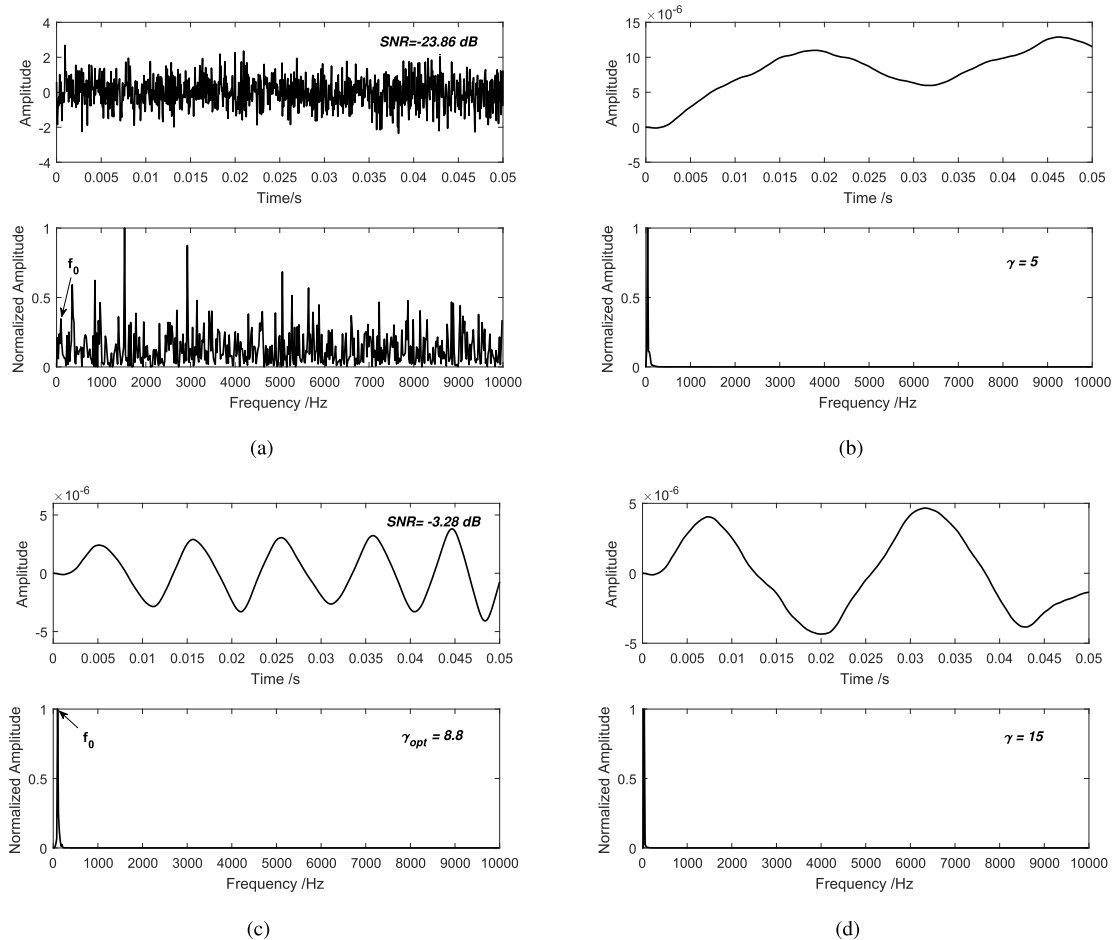 SNR=-23.86 dB
4
2
0
-2
-4
Amplitude
0 0.005 0.01 0.015 0.02 0.025 0.03 0.035 0.04 0.045 0.05
Time/s
f0
1
0.5
0
Normalized Amplitude
0 1000 2000 3000 4000 5000 6000 7000 8000 9000 10000
Frequency /Hz
(a)
×10-6
15
10
5
0
-5
Amplitude
0 0.005 0.01 0.015 0.02 0.025 0.03 0.035 0.04 0.045 0.05
Time /s
γ = 5
1
0.5
0
Normalized Amplitude
0 1000 2000 3000 4000 5000 6000 7000 8000 9000 10000
Frequency /Hz
(b)
×10-6
SNR= -3.28 dB
5
0
-5
Amplitude
0 0.005 0.01 0.015 0.02 0.025 0.03 0.035 0.04 0.045 0.05
Time /s
f0
γopt = 8.8
1
0.5
0
Normalized Amplitude
0 1000 2000 3000 4000 5000 6000 7000 8000 9000 10000
Frequency /Hz
(c)
×10-6
5
0
-5
Amplitude
0 0.005 0.01 0.015 0.02 0.025 0.03 0.035 0.04 0.045 0.05
Time /s
γ = 15
1
0.5
0
Normalized Amplitude
0 1000 2000 3000 4000 5000 6000 7000 8000 9000 10000
Frequency /Hz
(d)